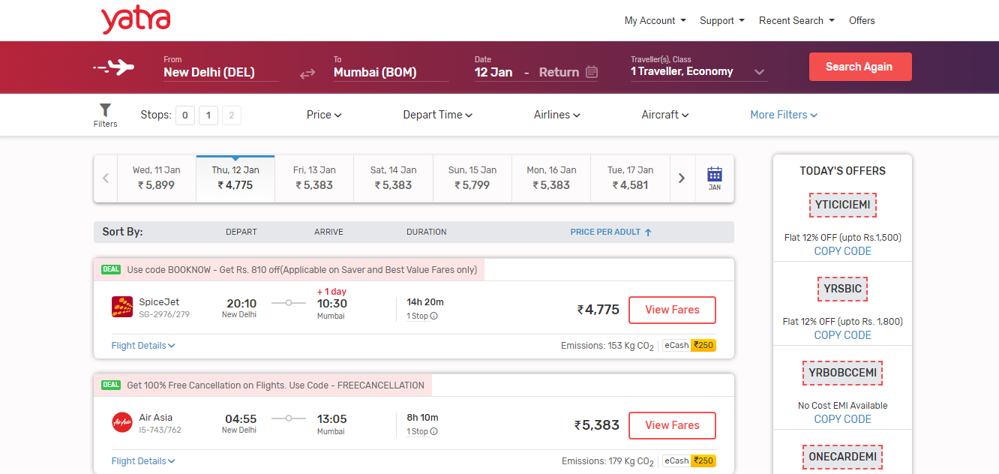 yatra
My Account
Support
Recent Search
Offers
From
New Delhi (DEL)
To
Mumbai (BOM)
Date
12 Jan - Return
Traveller(s), Class
1 Traveller, Economy
Search Again
Filters
Stops: 0 1 2
Price
Depart Time
Airlines
Aircraft
More Filters
Wed, 11 Jan
₹ 5,899
Thu, 12 Jan
₹ 4,775
Fri, 13 Jan
₹ 5,383
Sat, 14 Jan
₹ 5,383
Sun, 15 Jan
₹ 5,799
Mon, 16 Jan
₹ 5,383
Tue, 17 Jan
₹ 4,581
JAN
Sort By: DEPART ARRIVE DURATION PRICE PER ADULT
DEAL Use code BOOKNOW - Get Rs. 810 off(Applicable on Saver and Best Value Fares only)
SpiceJet
SG-2976/279
20:10
New Delhi
+ 1 day
10:30
Mumbai
14h 20m
1 Stop
₹4,775
View Fares
Flight Details
Emissions: 153 Kg CO2
eCash ₹250
DEAL Get 100% Free Cancellation on Flights. Use Code - FREECANCELLATION
Air Asia
Air Asia
I5-743/762
04:55
New Delhi
13:05
Mumbai
8h 10m
1 Stop
₹5,383
View Fares
Flight Details
Emissions: 179 Kg CO2
eCash ₹250
TODAY'S OFFERS
YTICICIEMI
Flat 12% OFF (upto Rs.1,500)
COPY CODE
YRSBIC
Flat 12% OFF (upto Rs. 1,800)
COPY CODE
YRBOBCCEMI
No Cost EMI Available
COPY CODE
ONECARDEMI